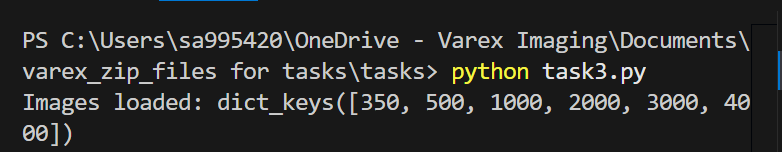 PS C:\Users\sa995420\OneDrive - Varex Imaging\Documents\
varex_zip_files for tasks\tasks> python task3.py
Images loaded: dict_keys([350, 500, 1000, 2000, 3000, 40
00])